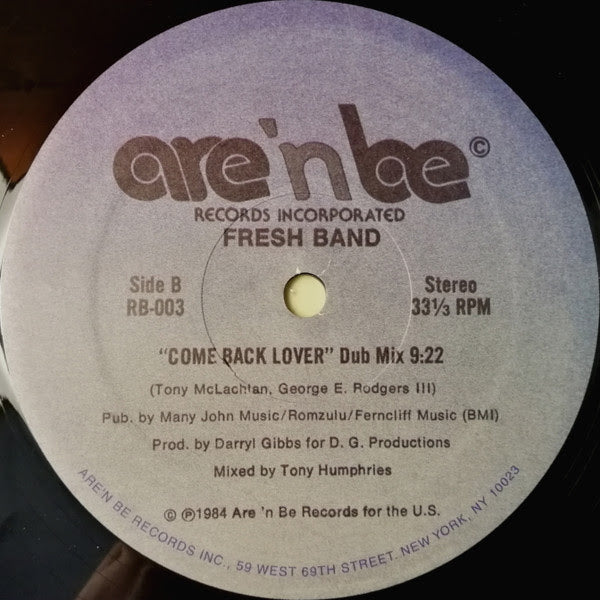 are 'n be ©
RECORDS INCORPORATED
FRESH BAND
Side B
RB-003
Stereo
33⅓ RPM
"COME BACK LOVER" Dub Mix 9:22
(Tony McLachlan, George E. Rodgers III)
Pub. by Many John Music/Romzulu/Ferncliff Music (BMI)
Prod. by Darryl Gibbs for D. G. Productions
Mixed by Tony Humphries
© ℗1984 Are 'n Be Records for the U.S.
ARE'N BE RECORDS INC., 59 WEST 69TH STREET. NEW YORK, NY 10023